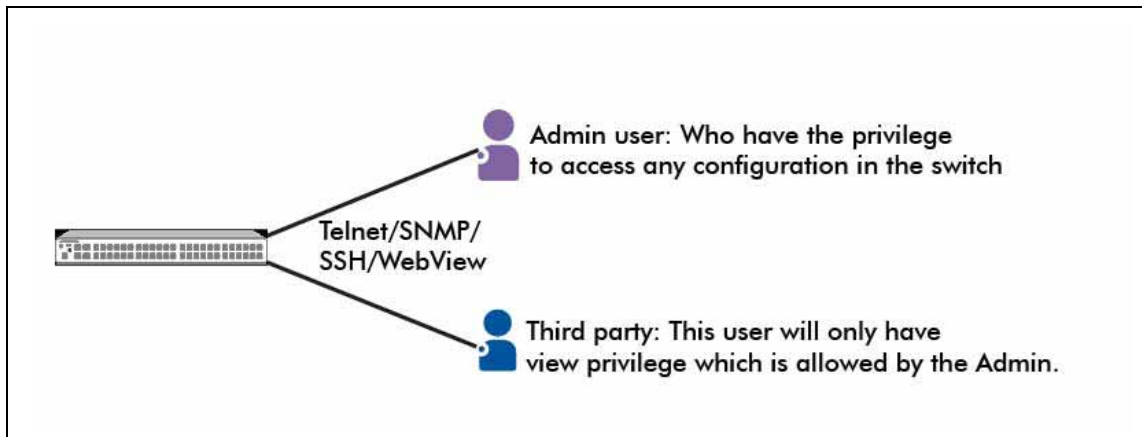 Admin user: Who have the privilege
to access any configuration in the switch
Telnet/SNMP/
SSH/WebView
Third party: This user will only have
view privilege which is allowed by the Admin.